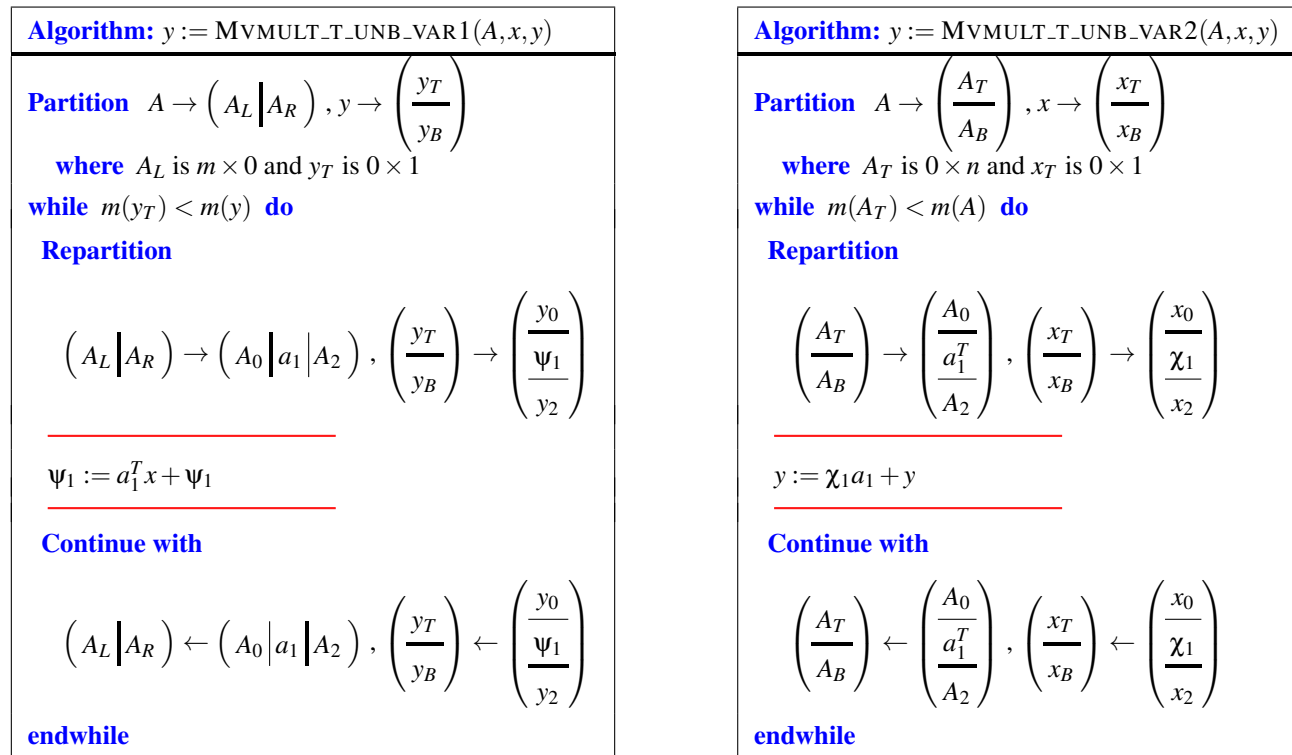 Algorithm: y := MVMULT_T_UNB_VAR1(A, x, y)
Partition A → ( A_L | A_R ) , y → ( y_T / y_B )
where A_L is m × 0 and y_T is 0 × 1
while m(y_T) < m(y) do
Repartition
( A_L | A_R ) → ( A_0 | a_1 | A_2 ) , ( y_T / y_B ) → ( y_0 / ψ_1 / y_2 )
ψ_1 := a_1^T x + ψ_1
Continue with
( A_L | A_R ) ← ( A_0 | a_1 | A_2 ) , ( y_T / y_B ) ← ( y_0 / ψ_1 / y_2 )
endwhile
Algorithm: y := MVMULT_T_UNB_VAR2(A, x, y)
Partition A → ( A_T / A_B ) , x → ( x_T / x_B )
where A_T is 0 × n and x_T is 0 × 1
while m(A_T) < m(A) do
Repartition
( A_T / A_B ) → ( A_0 / a_1^T / A_2 ) , ( x_T / x_B ) → ( x_0 / χ_1 / x_2 )
y := χ_1 a_1 + y
Continue with
( A_T / A_B ) ← ( A_0 / a_1^T / A_2 ) , ( x_T / x_B ) ← ( x_0 / χ_1 / x_2 )
endwhile